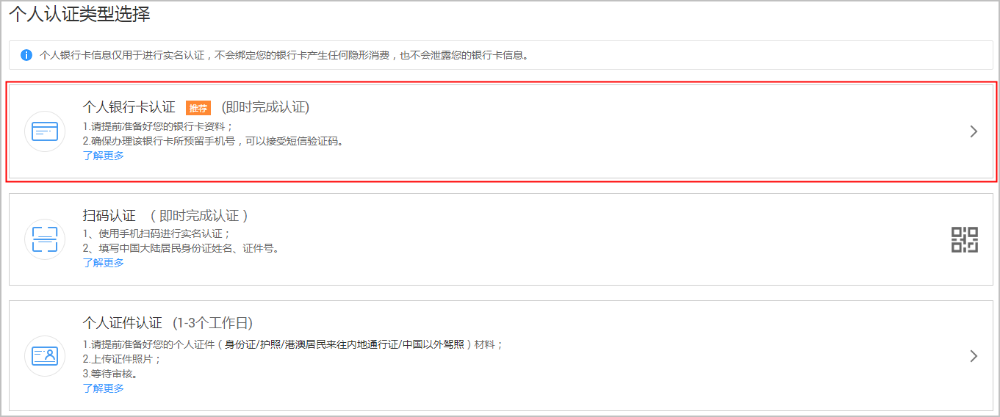 个人认证类型选择
个人银行卡信息仅用于进行实名认证，不会绑定您的银行卡产生任何隐形消费，也不会泄露您的银行卡信息。
个人银行卡认证 推荐 (即时完成认证)
1.请提前准备好您的银行卡资料；
2.确保办理该银行卡所预留手机号，可以接受短信验证码。
了解更多
扫码认证 （即时完成认证）
1、使用手机扫码进行实名认证；
2、填写中国大陆居民身份证姓名、证件号。
了解更多
个人证件认证 (1-3个工作日)
1.请提前准备好您的个人证件（身份证/护照/港澳居民来往内地通行证/中国以外驾照）材料；
2.上传证件照片；
3.等待审核。
了解更多